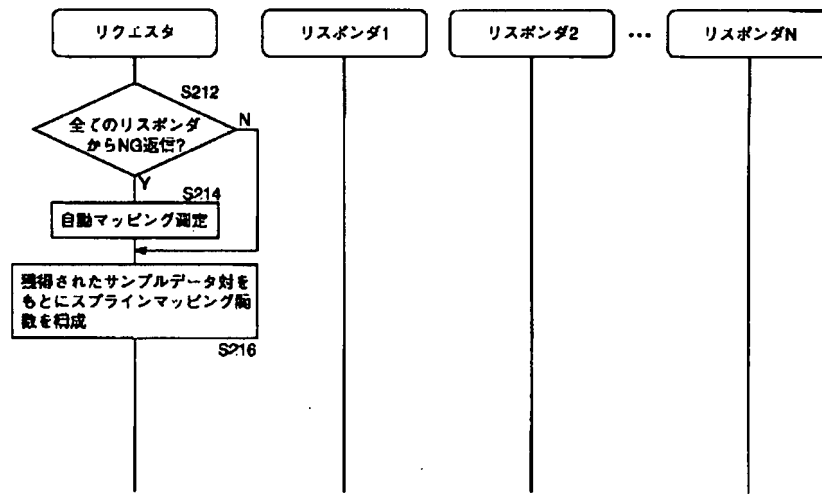 リクエスタ
リスポンダ1
リスポンダ2
...
リスポンダN
S212
全てのリスポンダ
からNG返信?
N
Y
S214
自動マッピング測定
獲得されたサンプルデータ対を
もとにスプラインマッピング関
数を構成
S216